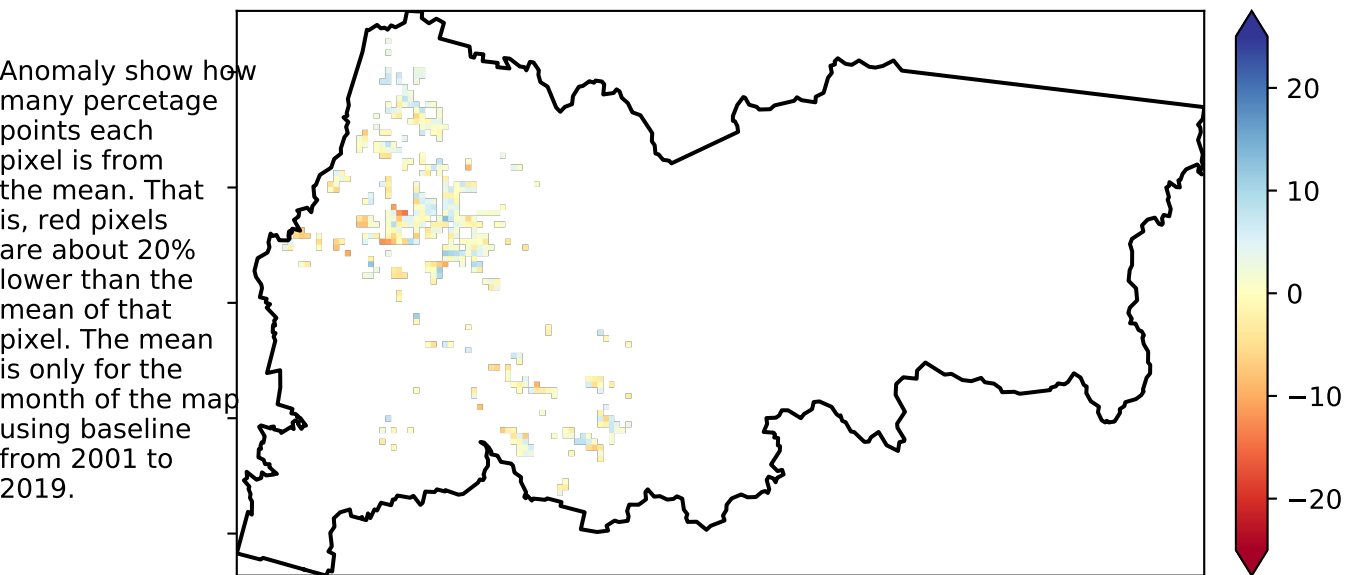 Anomaly show how
many percetage
points each
pixel is from
the mean. That
is, red pixels
are about 20%
lower than the
mean of that
pixel. The mean
is only for the
month of the map
using baseline
from 2001 to
2019.
20
10
0
−10
−20